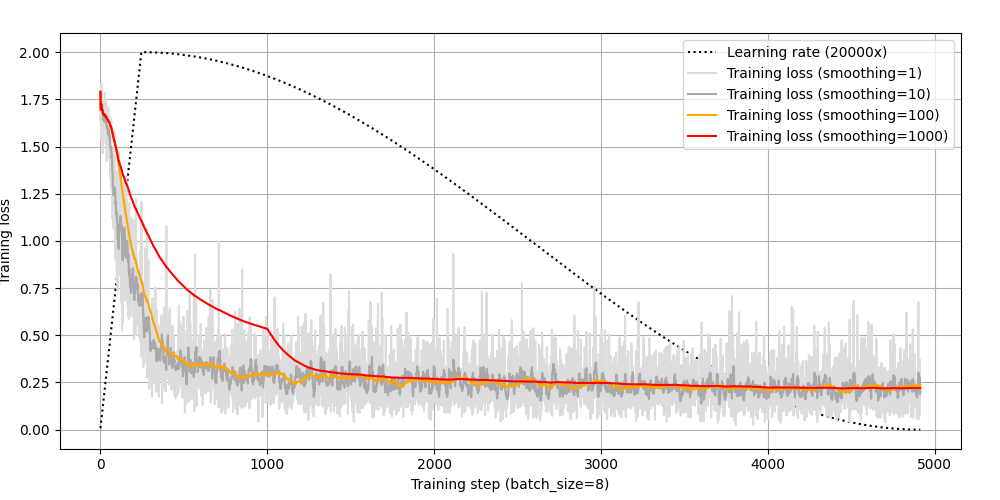 2.00
1.75
1.50
1.25
1.00
0.75
0.50
0.25
0.00
Training loss
Learning rate (20000x)
Training loss (smoothing=1)
Training loss (smoothing=10)
Training loss (smoothing=100)
Training loss (smoothing=1000)
0 1000 2000 3000 4000 5000
Training step (batch_size=8)